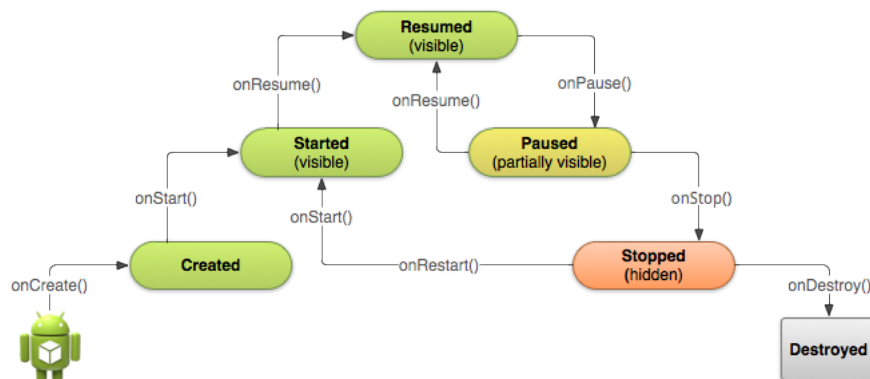 Resumed
(visible)
onResume()
onResume()
onPause()
Started
(visible)
Paused
(partially visible)
onStart()
onStart()
onStop()
Created
onRestart()
Stopped
(hidden)
onCreate()
onDestroy()
Destroyed